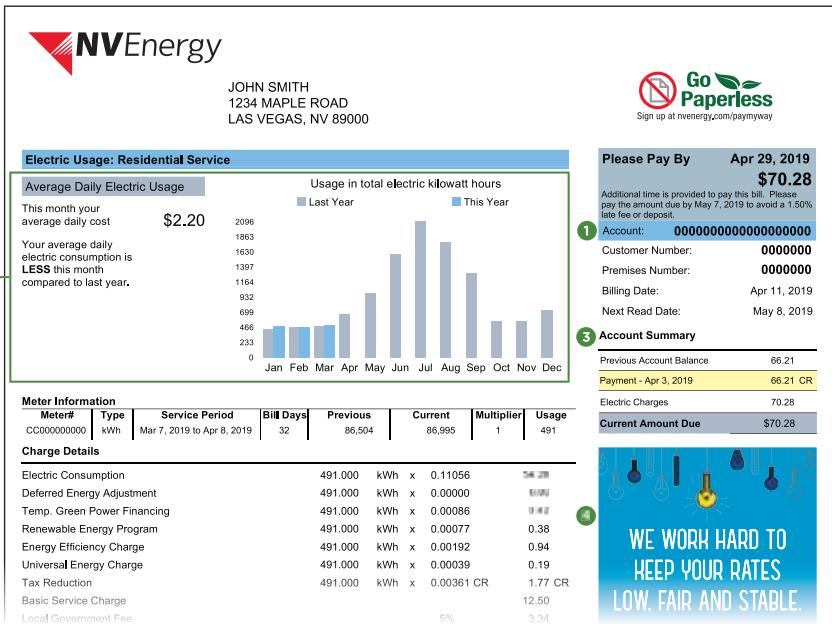 NVEnergy
JOHN SMITH
1234 MAPLE ROAD
LAS VEGAS, NV 89000
Go
Paperless
Sign up at nvenergy.com/paymyway
Electric Usage: Residential Service
Average Daily Electric Usage
This month your
average daily cost $2.20
Your average daily
electric consumption is
LESS this month
compared to last year.
Usage in total electric kilowatt hours
Last Year This Year
2096
1863
1630
1397
1164
932
699
466
233
0
Jan Feb Mar Apr May Jun Jul Aug Sep Oct Nov Dec
Please Pay By Apr 29, 2019
$70.28
Additional time is provided to pay this bill. Please
pay the amount due by May 7, 2019 to avoid a 1.50%
late fee or deposit.
1 Account: 0000000000000000000
Customer Number: 0000000
Premises Number: 0000000
Billing Date: Apr 11, 2019
Next Read Date: May 8, 2019
3 Account Summary
Previous Account Balance 66.21
Payment - Apr 3, 2019 66.21 CR
Electric Charges 70.28
Current Amount Due $70.28
Meter Information
Meter# Type Service Period Bill Days Previous Current Multiplier Usage
CC000000000 kWh Mar 7, 2019 to Apr 8, 2019 32 86,504 86,995 1 491
Charge Details
Electric Consumption 491.000 kWh x 0.11056
Deferred Energy Adjustment 491.000 kWh x 0.00000
Temp. Green Power Financing 491.000 kWh x 0.00086
Renewable Energy Program 491.000 kWh x 0.00077 0.38
Energy Efficiency Charge 491.000 kWh x 0.00192 0.94
Universal Energy Charge 491.000 kWh x 0.00039 0.19
Tax Reduction 491.000 kWh x 0.00361 CR 1.77 CR
Basic Service Charge 12.50
Local Government Fee 5% 3.34
WE WORK HARD TO
KEEP YOUR RATES
LOW, FAIR AND STABLE.